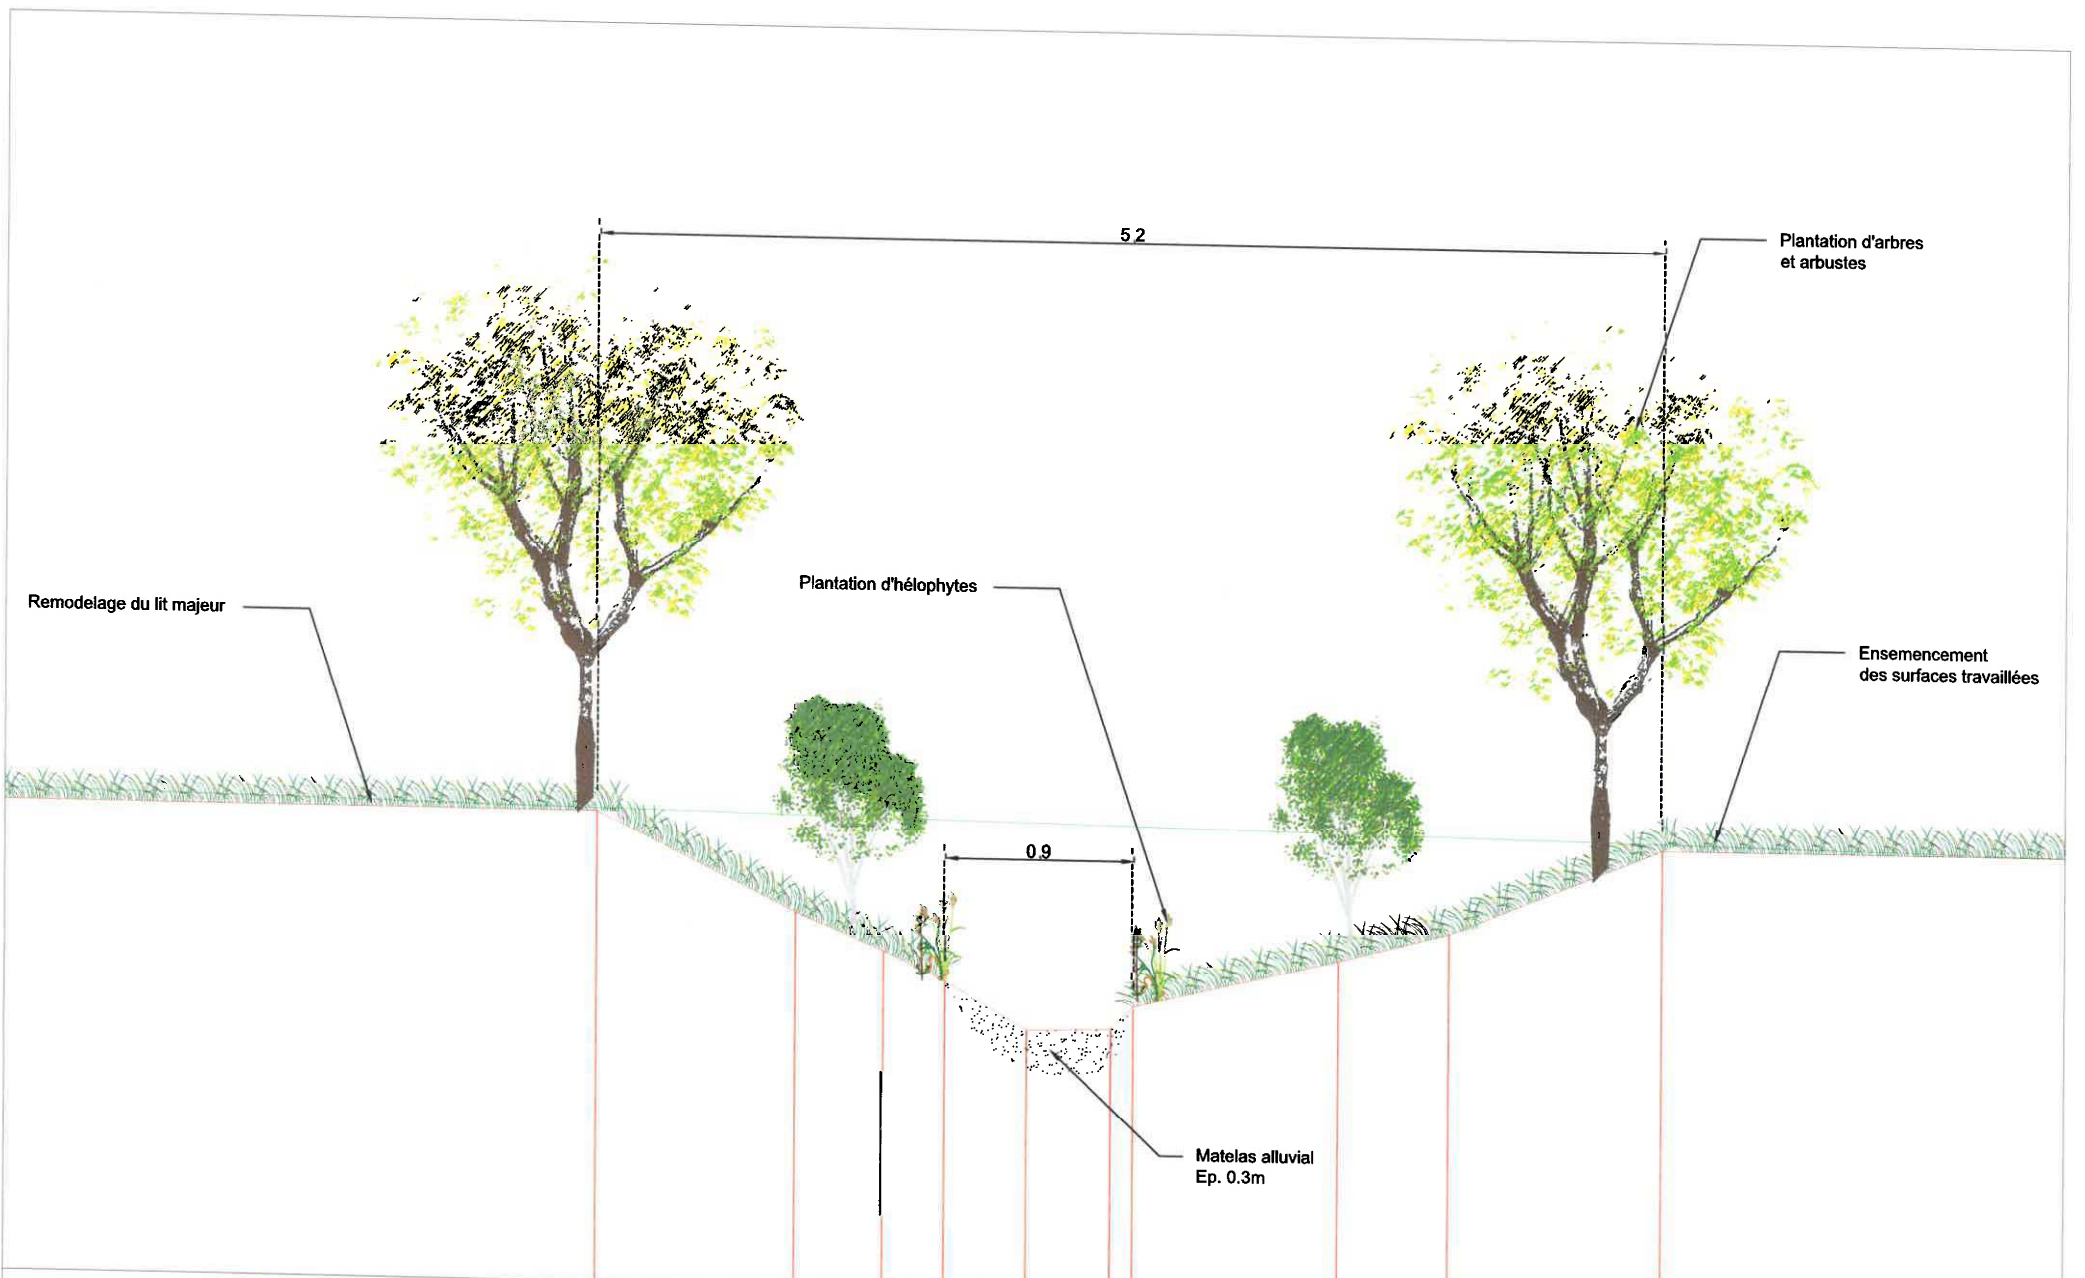 5.2
Plantation d'arbres
et arbustes
Plantation d'hélophytes
Remodelage du lit majeur
Ensemencement
des surfaces travaillées
0.9
Matelas alluvial
Ep. 0.3m